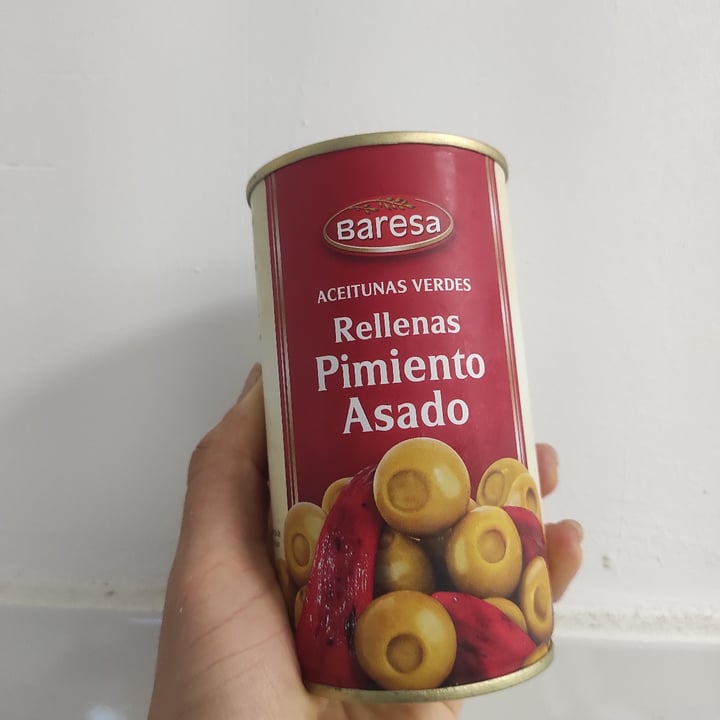 Baresa
ACEITUNAS VERDES
Rellenas
Pimiento
Asado